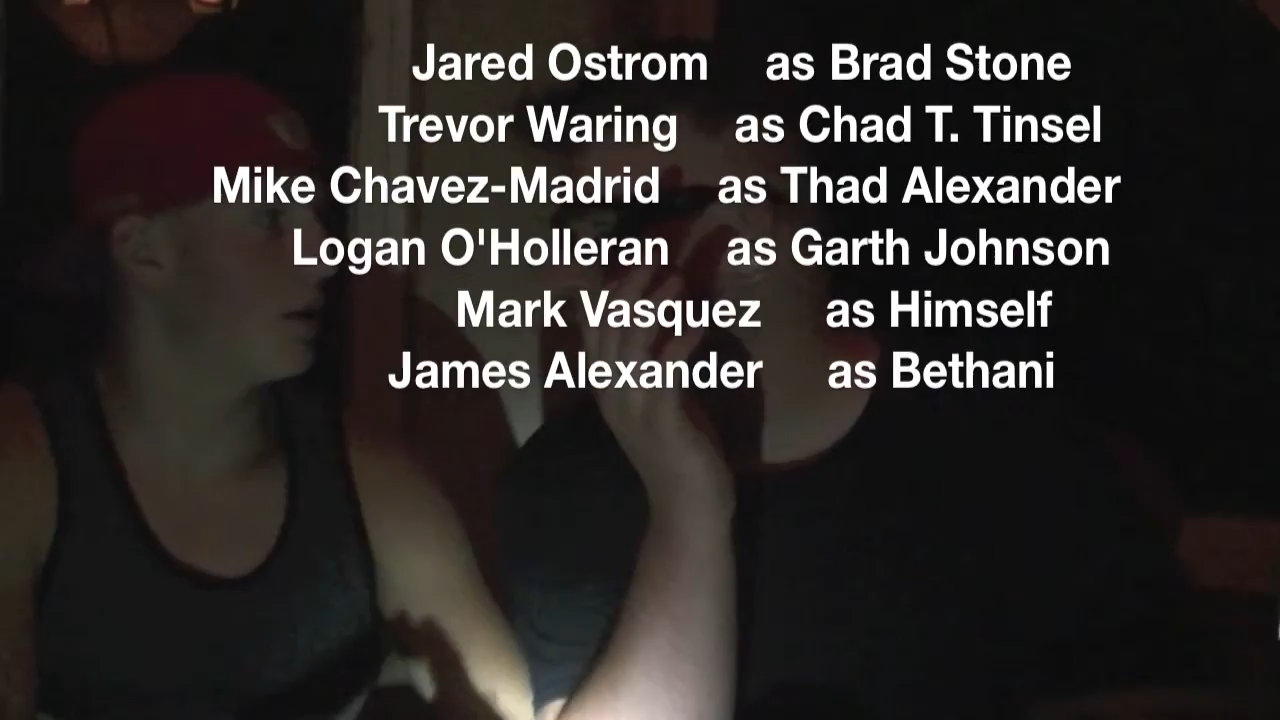 Jared Ostrom as Brad Stone
Trevor Waring as Chad T. Tinsel
Mike Chavez-Madrid as Thad Alexander
Logan O'Holleran as Garth Johnson
Mark Vasquez as Himself
James Alexander as Bethani